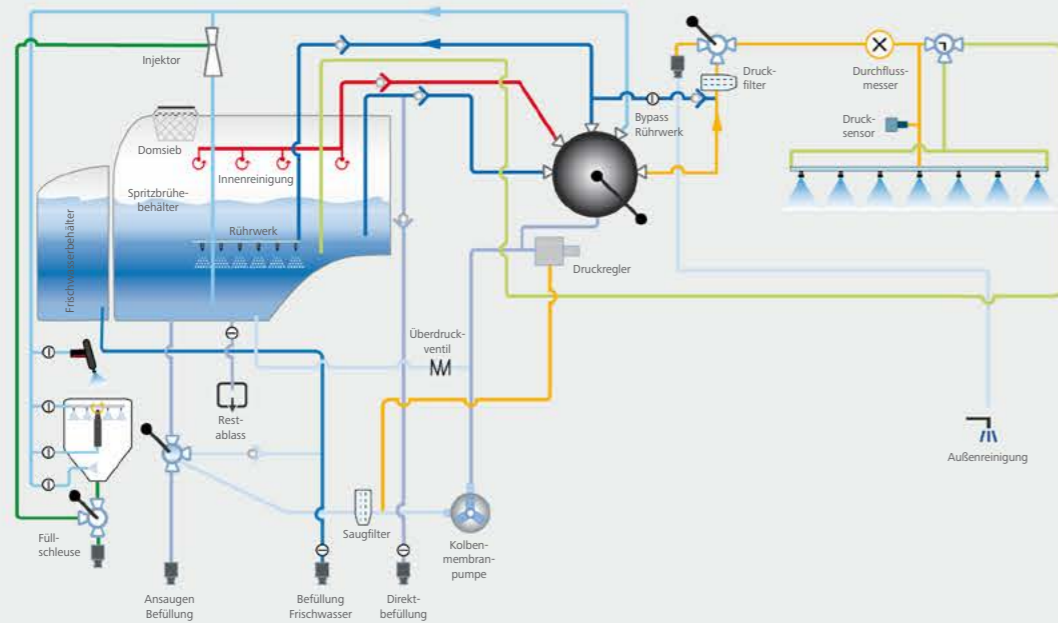 Injektor
Domsieb
Innenreinigung
Spritzbrühe-
behälter
Rührwerk
Frischwasserbehälter
Bypass
Rührwerk
Druck-
filter
Durchfluss-
messer
Druck-
sensor
Druckregler
Überdruck-
ventil
Rest-
ablass
Außenreinigung
Saugfilter
Kolben-
membran-
pumpe
Füll-
schleuse
Ansaugen
Befüllung
Befüllung
Frischwasser
Direkt-
befüllung